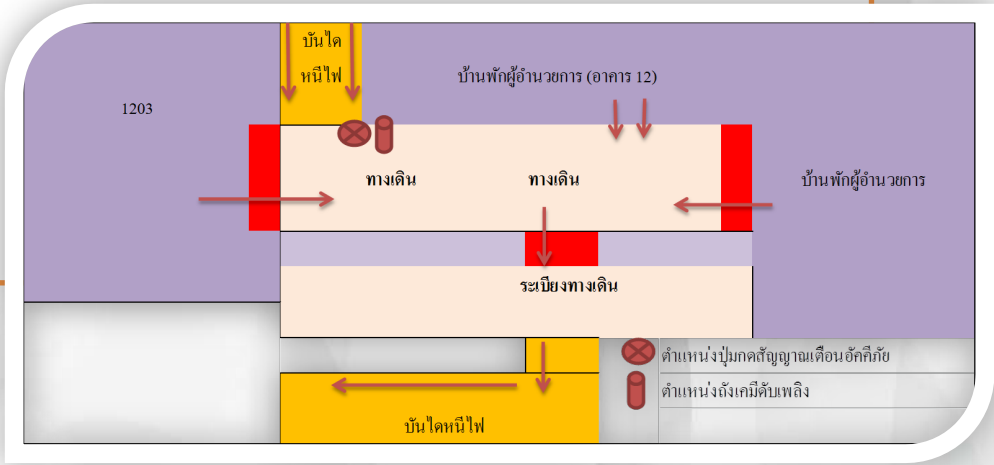 บันได
หนีไฟ
บ้านพักผู้อำนวยการ (อาคาร 12)
1203
ทางเดิน
ทางเดิน
บ้านพักผู้อำนวยการ
ระเบียงทางเดิน
ตำแหน่งปุ่มกดสัญญาณเตือนอัคคีภัย
ตำแหน่งถังเคมีดับเพลิง
บันไดหนีไฟ